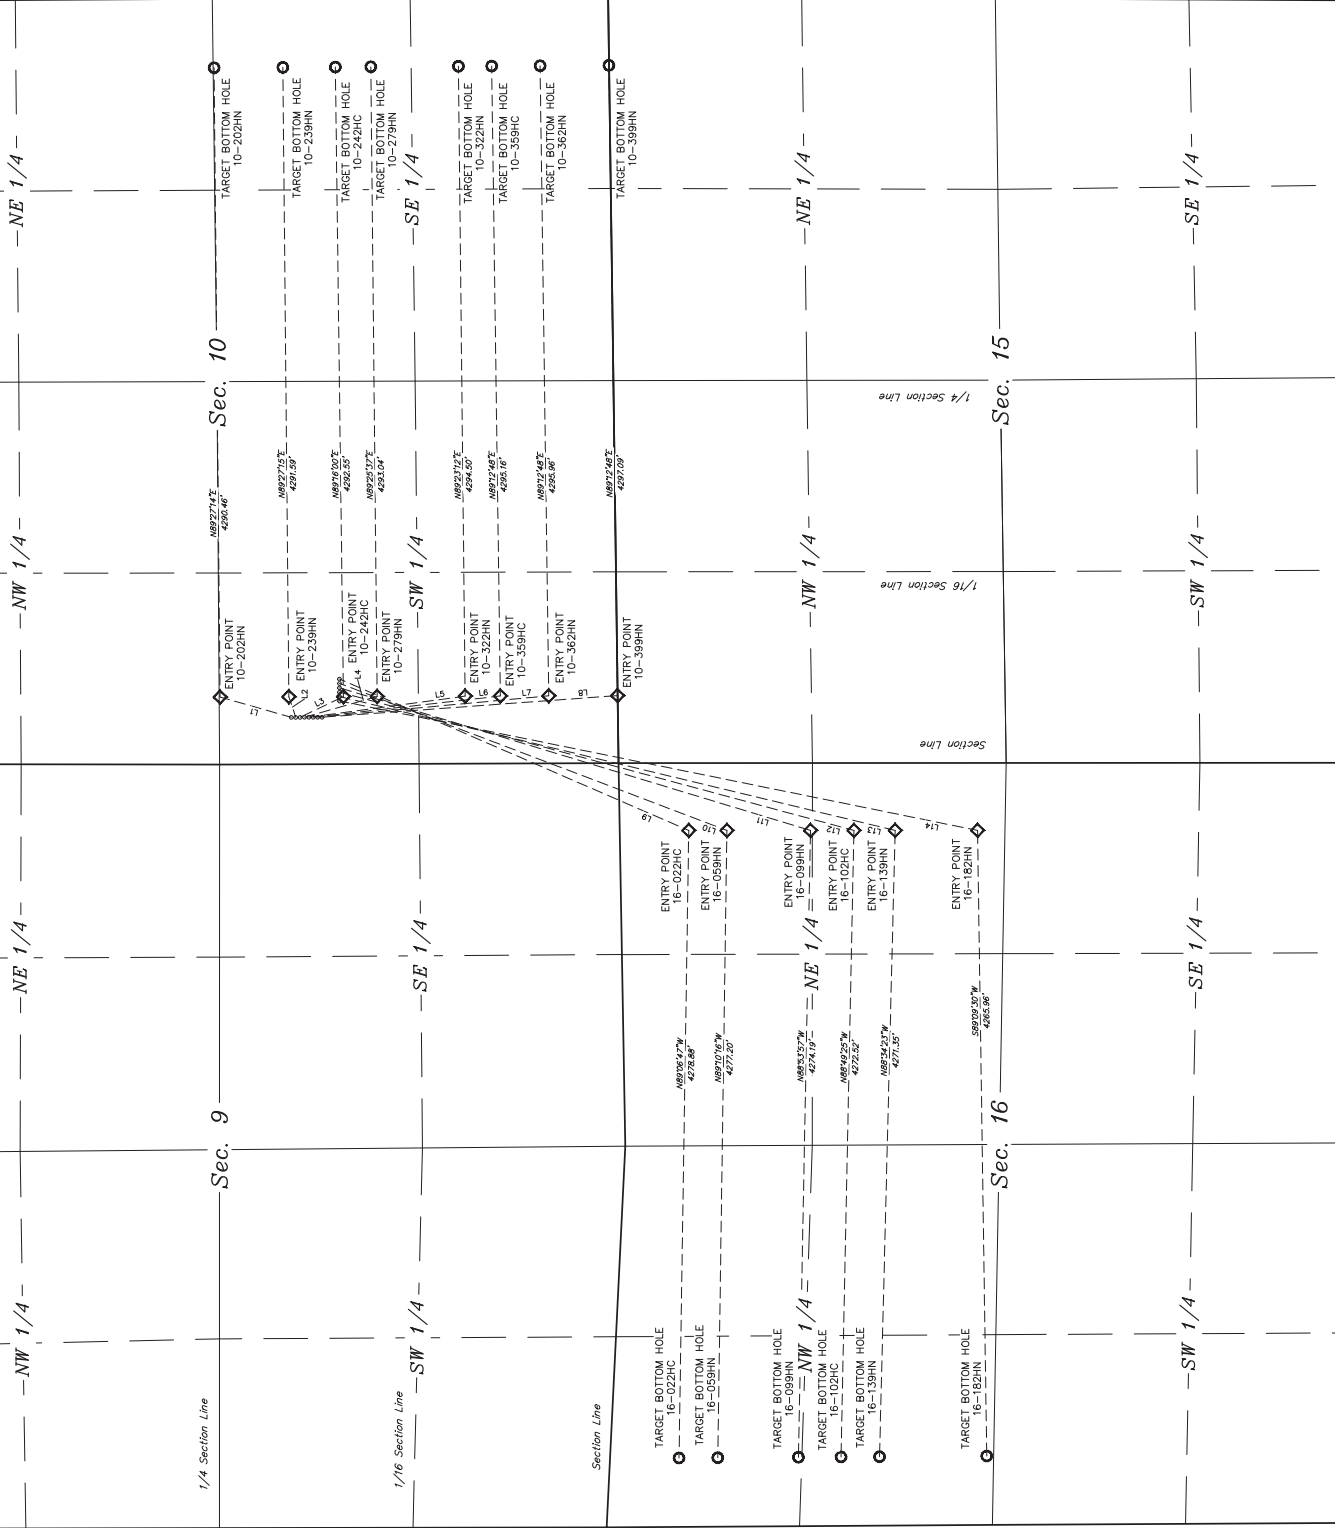 NE 1/4
TARGET BOTTOM HOLE
10-202HN
TARGET BOTTOM HOLE
10-239HN
TARGET BOTTOM HOLE
10-242HC
TARGET BOTTOM HOLE
10-279HN
SE 1/4
TARGET BOTTOM HOLE
10-322HN
TARGET BOTTOM HOLE
10-359HC
TARGET BOTTOM HOLE
10-362HN
TARGET BOTTOM HOLE
10-399HN
NE 1/4
SE 1/4
Sec. 10
Sec. 15
1/4 Section Line
N89°27'14"E
4290.46'
N89°27'15"E
4291.59'
N89°16'00"E
4292.55'
N89°25'37"E
4293.04'
N89°23'12"E
4294.50'
N89°12'48"E
4295.16'
N89°12'48"E
4295.96'
N89°12'48"E
4297.09'
NW 1/4
SW 1/4
NW 1/4
SW 1/4
1/16 Section Line
ENTRY POINT
10-202HN
ENTRY POINT
10-239HN
ENTRY POINT
10-242HC
ENTRY POINT
10-279HN
ENTRY POINT
10-322HN
ENTRY POINT
10-359HC
ENTRY POINT
10-362HN
ENTRY POINT
10-399HN
L1
L2
L3
L4
L5
L6
L7
L8
Section Line
L9
L10
L11
L12
L13
L14
ENTRY POINT
16-022HC
ENTRY POINT
16-059HN
ENTRY POINT
16-099HN
ENTRY POINT
16-102HC
ENTRY POINT
16-139HN
ENTRY POINT
16-182HN
NE 1/4
SE 1/4
NE 1/4
SE 1/4
N89°06'47"W
4278.88'
N89°10'16"W
4277.20'
N88°53'57"W
4274.19'
N88°49'25"W
4272.52'
N88°34'23"W
4271.35'
S89°09'30"W
4265.96'
Sec. 9
Sec. 16
NW 1/4
SW 1/4
NW 1/4
SW 1/4
TARGET BOTTOM HOLE
16-022HC
TARGET BOTTOM HOLE
16-059HN
TARGET BOTTOM HOLE
16-099HN
TARGET BOTTOM HOLE
16-102HC
TARGET BOTTOM HOLE
16-139HN
TARGET BOTTOM HOLE
16-182HN
1/4 Section Line
1/16 Section Line
Section Line